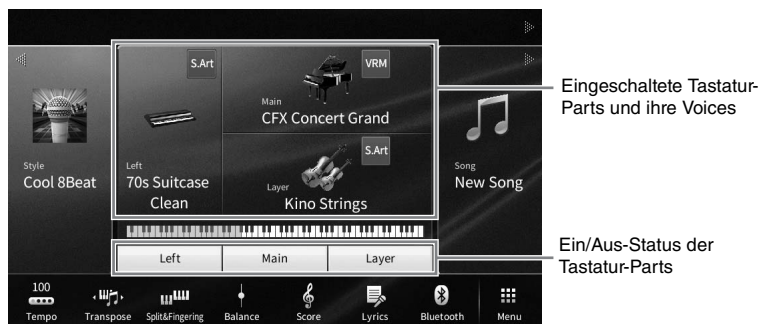 S.Art
VRM
Main
CFX Concert Grand
Eingeschaltete Tastatur-
Parts und ihre Voices
Style
Cool 8Beat
Left
70s Suitcase
Clean
S.Art
Layer
Kino Strings
Song
New Song
Left
Main
Layer
Ein/Aus-Status der
Tastatur-Parts
100
Tempo
Transpose
Split&Fingering
Balance
Score
Lyrics
Bluetooth
Menu